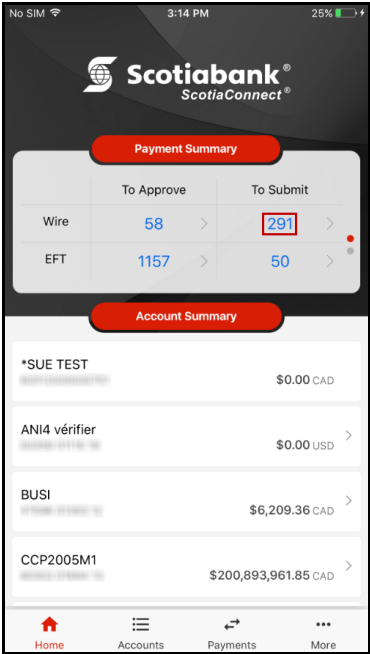 No SIM 3:14 PM 25%
Scotiabank®
ScotiaConnect®
Payment Summary
To Approve To Submit
Wire 58 291
EFT 1157 50
Account Summary
*SUE TEST
$0.00 CAD
ANI4 vérifier
$0.00 USD
BUSI
$6,209.36 CAD
CCP2005M1
$200,893,961.85 CAD
Home Accounts Payments More